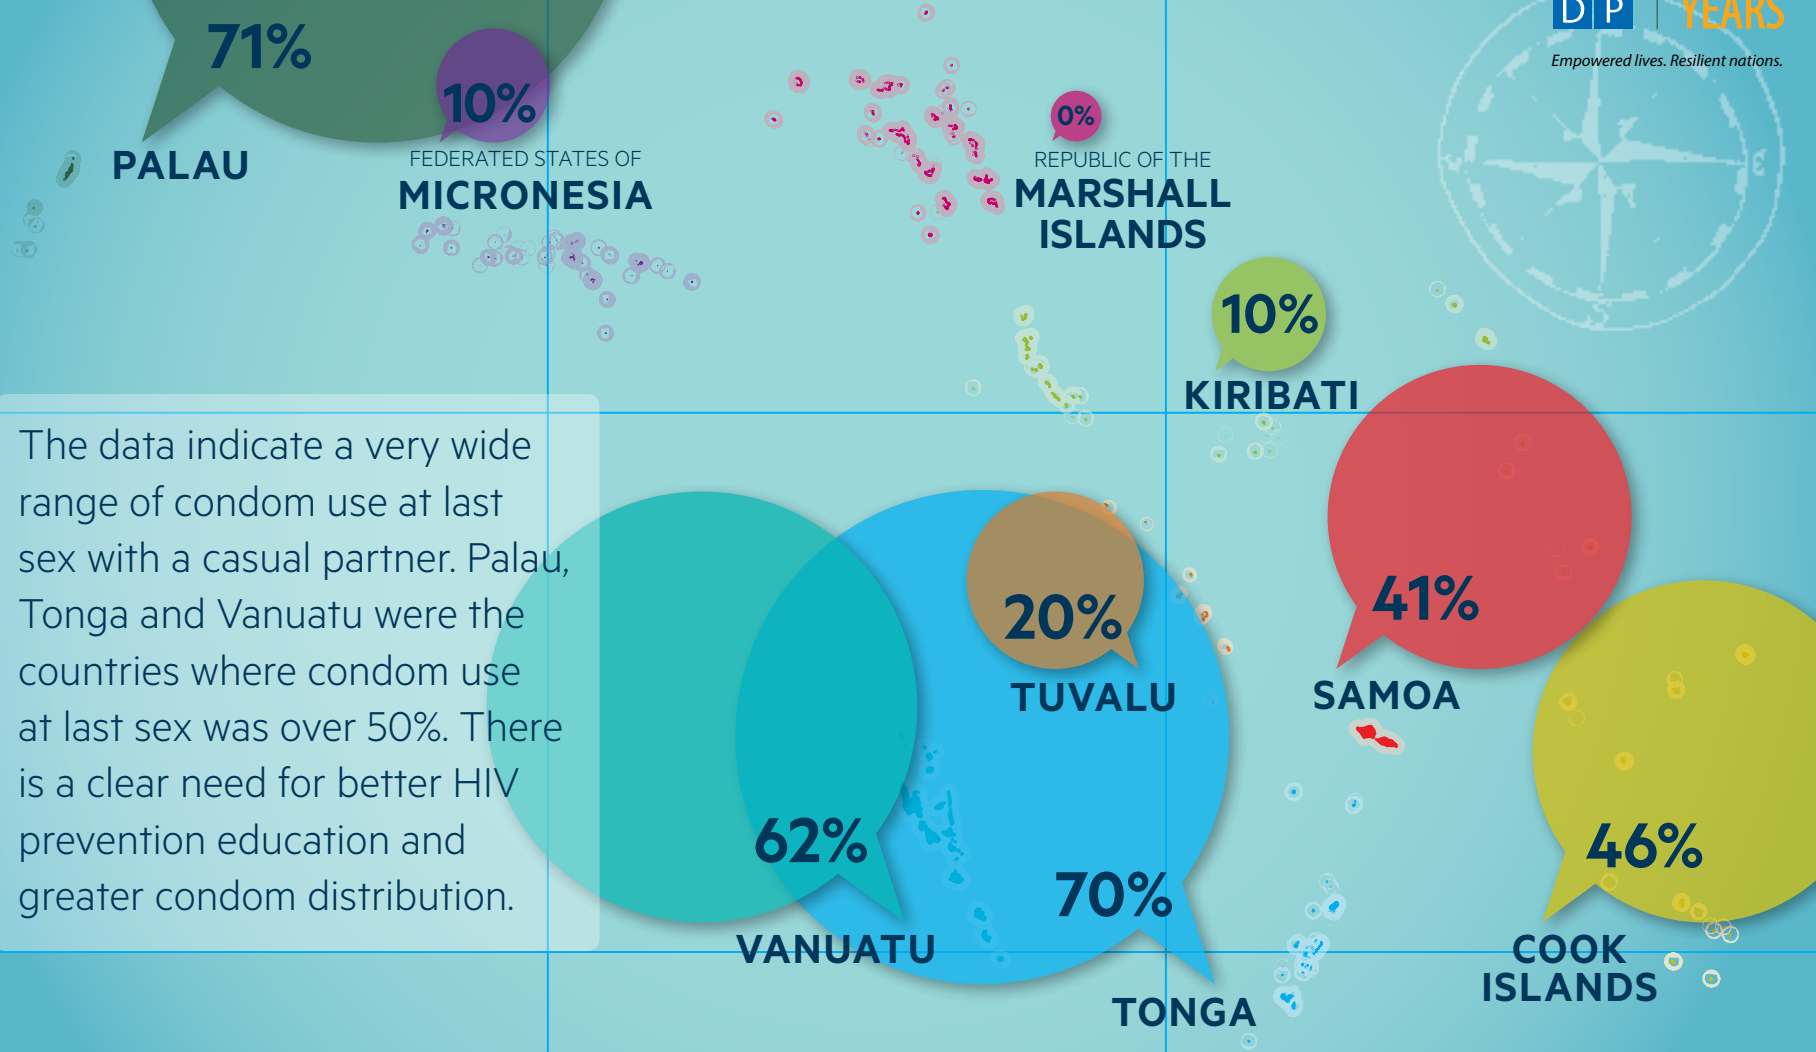 D P
YEARS
Empowered lives. Resilient nations.
71%
PALAU
10%
FEDERATED STATES OF
MICRONESIA
0%
REPUBLIC OF THE
MARSHALL
ISLANDS
10%
KIRIBATI
The data indicate a very wide
range of condom use at last
sex with a casual partner. Palau,
Tonga and Vanuatu were the
countries where condom use
at last sex was over 50%. There
is a clear need for better HIV
prevention education and
greater condom distribution.
20%
TUVALU
41%
SAMOA
62%
VANUATU
70%
TONGA
46%
COOK
ISLANDS